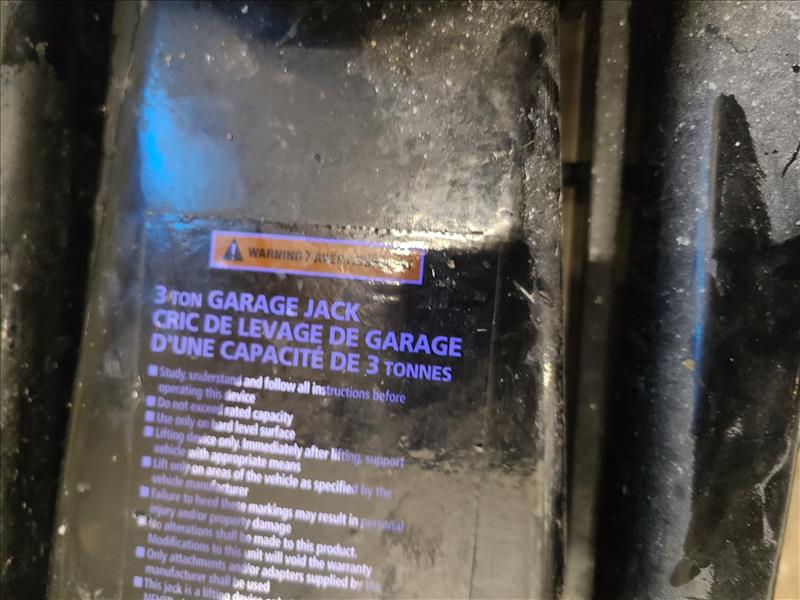 WARNING / AVERTISSEMENT
3 TON GARAGE JACK
CRIC DE LEVAGE DE GARAGE
D'UNE CAPACITÉ DE 3 TONNES
■ Study, understand and follow all instructions before
operating this device
■ Do not exceed rated capacity
■ Use only on hard level surface
■ Lifting device only. Immediately after lifting, support
vehicle with appropriate means
■ Lift only on areas of the vehicle as specified by the
vehicle manufacturer
■ Failure to heed these markings may result in personal
injury and/or property damage
■ No alterations shall be made to this product.
Modifications to this unit will void the warranty
■ Only attachments and/or adapters supplied by the
manufacturer shall be used
■ This jack is a lifting device